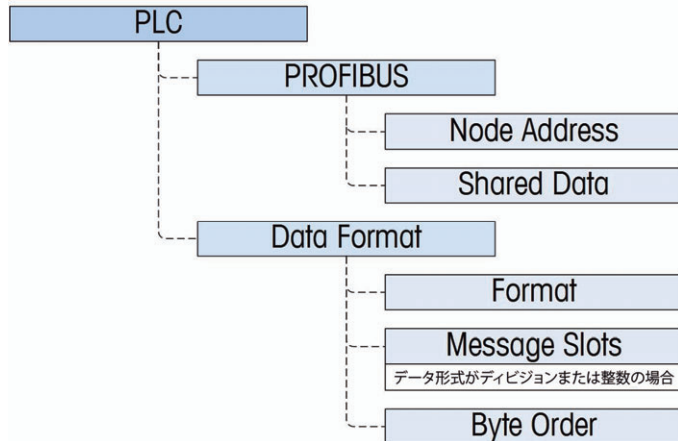 PLC
PROFIBUS
Node Address
Shared Data
Data Format
Format
Message Slots
データ形式がディビジョンまたは整数の場合
Byte Order